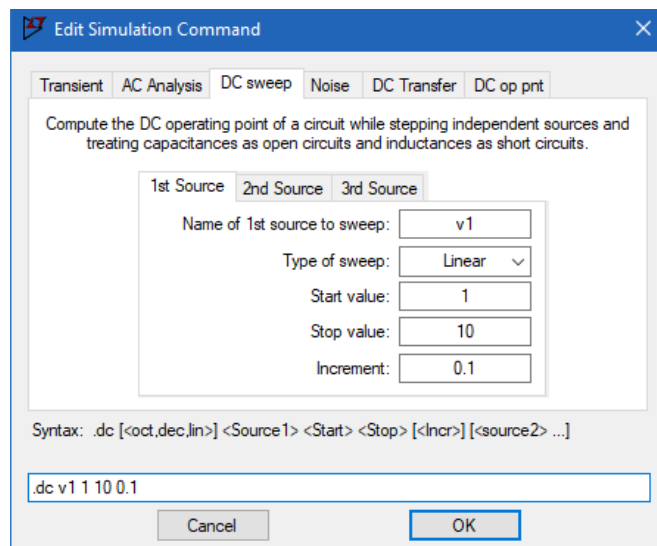 Edit Simulation Command
Transient AC Analysis DC sweep Noise DC Transfer DC op pnt
Compute the DC operating point of a circuit while stepping independent sources and
treating capacitances as open circuits and inductances as short circuits.
1st Source 2nd Source 3rd Source
Name of 1st source to sweep: v1
Type of sweep: Linear
Start value: 1
Stop value: 10
Increment: 0.1
Syntax: .dc [<oct,dec,lin>] <Source1> <Start> <Stop> [<Incr>] [<source2> ...]
.dc v1 1 10 0.1
Cancel OK